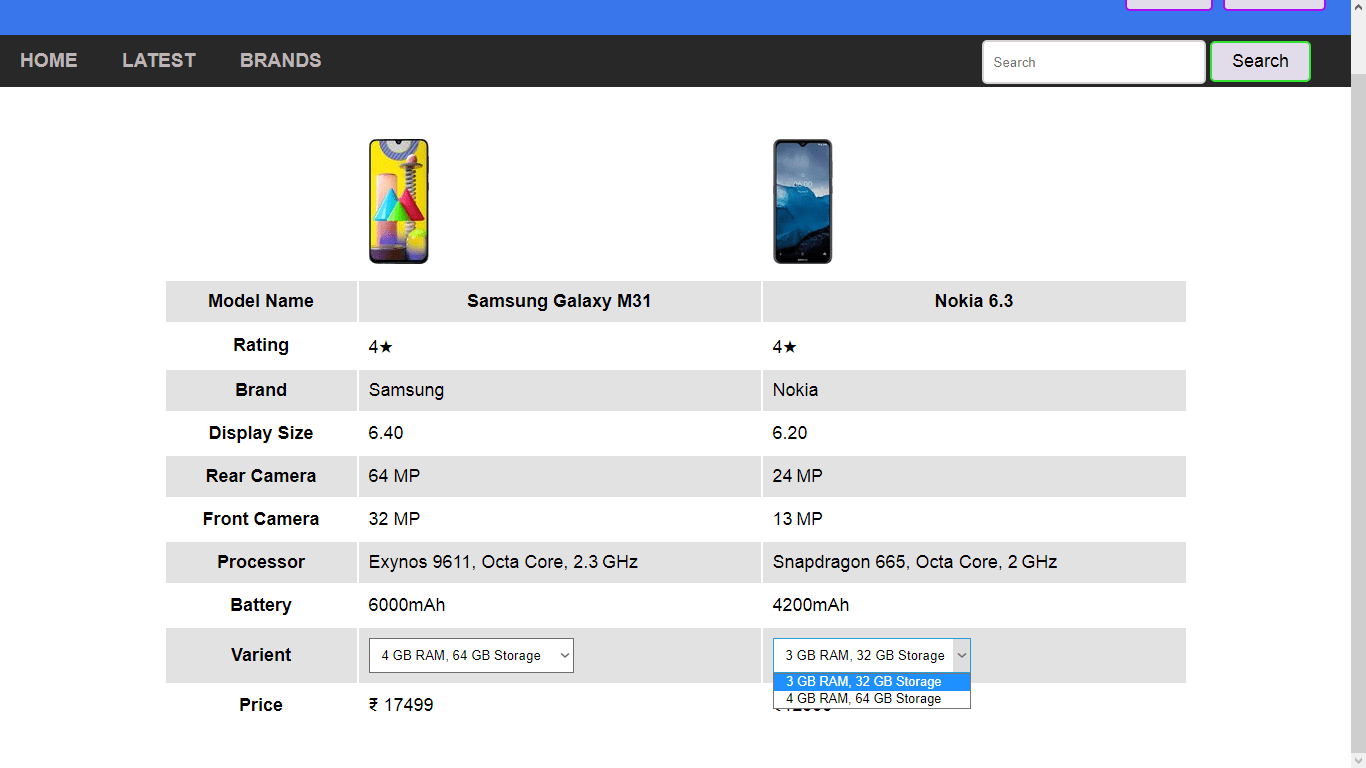 HOME LATEST BRANDS Search Search
Model Name Samsung Galaxy M31 Nokia 6.3
Rating 4★ 4★
Brand Samsung Nokia
Display Size 6.40 6.20
Rear Camera 64 MP 24 MP
Front Camera 32 MP 13 MP
Processor Exynos 9611, Octa Core, 2.3 GHz Snapdragon 665, Octa Core, 2 GHz
Battery 6000mAh 4200mAh
Varient 4 GB RAM, 64 GB Storage 3 GB RAM, 32 GB Storage
3 GB RAM, 32 GB Storage
4 GB RAM, 64 GB Storage
Price ₹ 17499